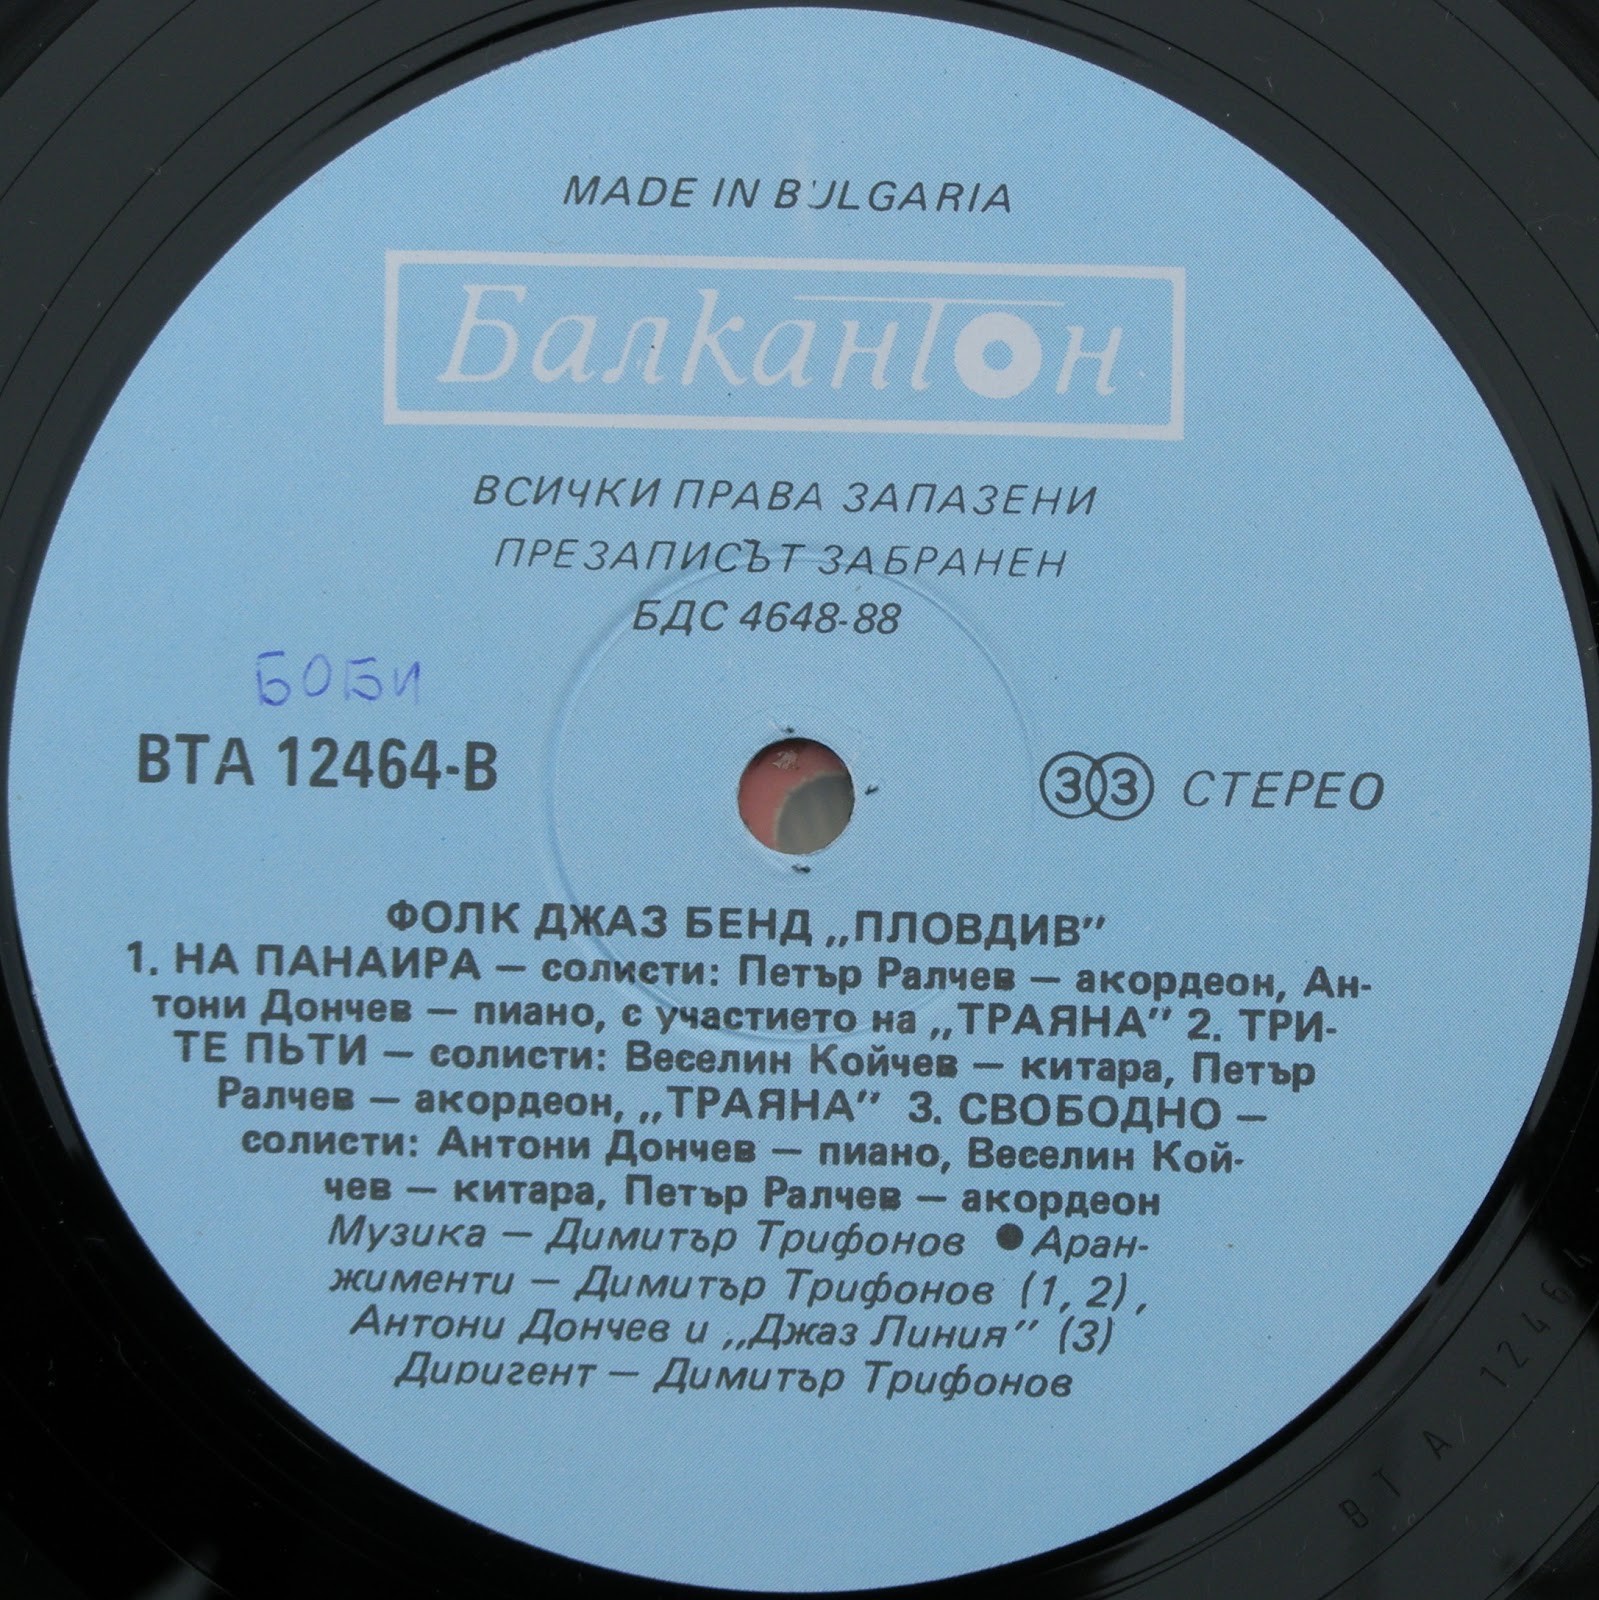 MADE IN BULGARIA
Балкантон
ВСИЧКИ ПРАВА ЗАПАЗЕНИ
ПРЕЗАПИСЪТ ЗАБРАНЕН
БДС 4648-88
БОБИ
ВТА 12464-В
33 СТЕРЕО
ФОЛК ДЖАЗ БЕНД „ПЛОВДИВ”
1. НА ПАНАИРА — солисти: Петър Ралчев — акордеон, Ан-
тони Дончев — пиано, с участието на „ТРАЯНА” 2. ТРИ-
ТЕ ПЬТИ — солисти: Веселин Койчев — китара, Петър
Ралчев — акордеон, „ТРАЯНА” 3. СВОБОДНО —
солисти: Антони Дончев — пиано, Веселин Кой-
чев — китара, Петър Ралчев — акордеон
Музика — Димитър Трифонов ● Аран-
жименти — Димитър Трифонов (1, 2),
Антони Дончев и „Джаз Линия” (3)
Диригент — Димитър Трифонов
ВТА 12464